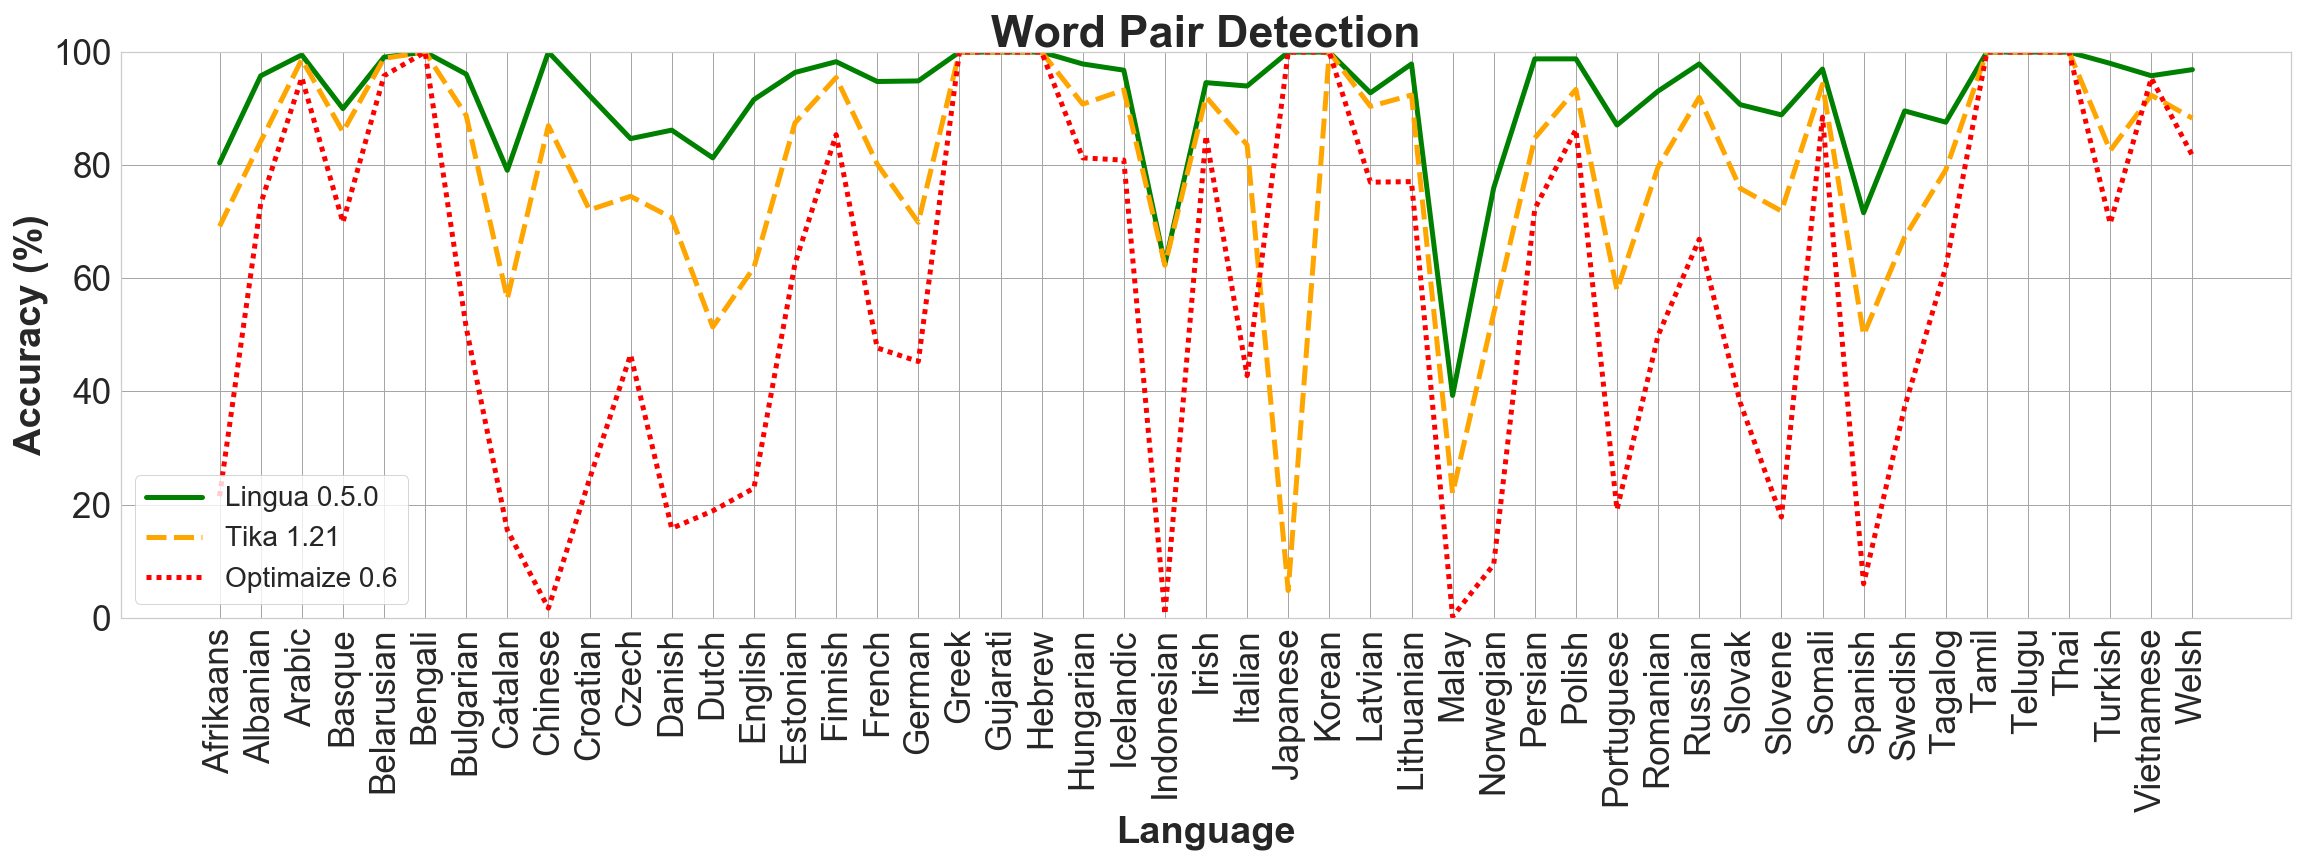 Word Pair Detection
Accuracy (%)
100
80
60
40
20
0
Lingua 0.5.0
Tika 1.21
Optimaize 0.6
Afrikaans
Albanian
Arabic
Basque
Belarusian
Bengali
Bulgarian
Catalan
Chinese
Croatian
Czech
Danish
Dutch
English
Estonian
Finnish
French
German
Greek
Gujarati
Hebrew
Hungarian
Icelandic
Indonesian
Irish
Italian
Japanese
Korean
Latvian
Lithuanian
Malay
Norwegian
Persian
Polish
Portuguese
Romanian
Russian
Slovak
Slovene
Somali
Spanish
Swedish
Tagalog
Tamil
Telugu
Thai
Turkish
Vietnamese
Welsh
Language